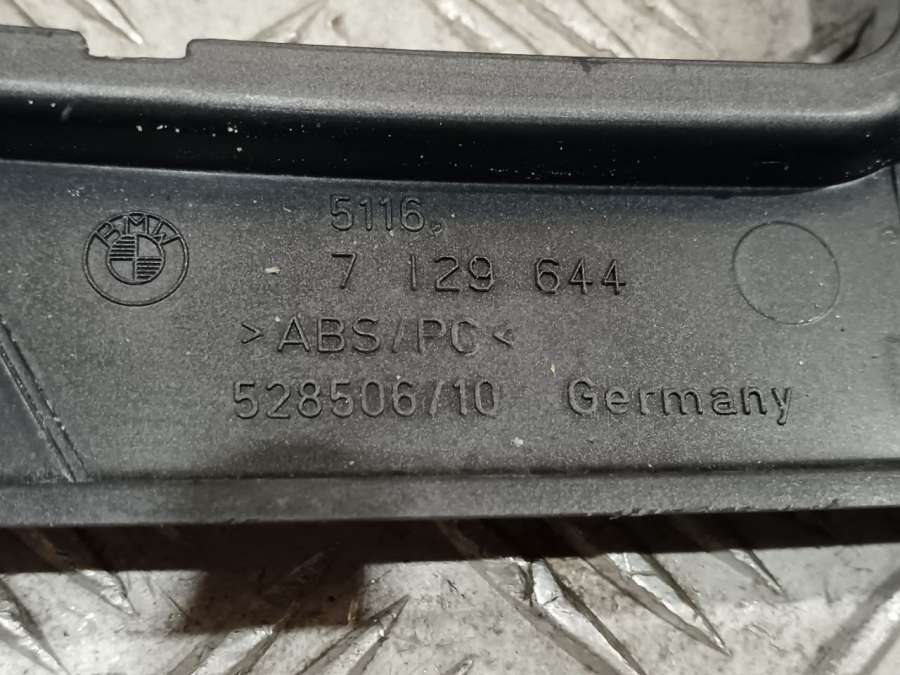 BMW
5116.
7 129 644
>ABS/PC<
528506/10 Germany